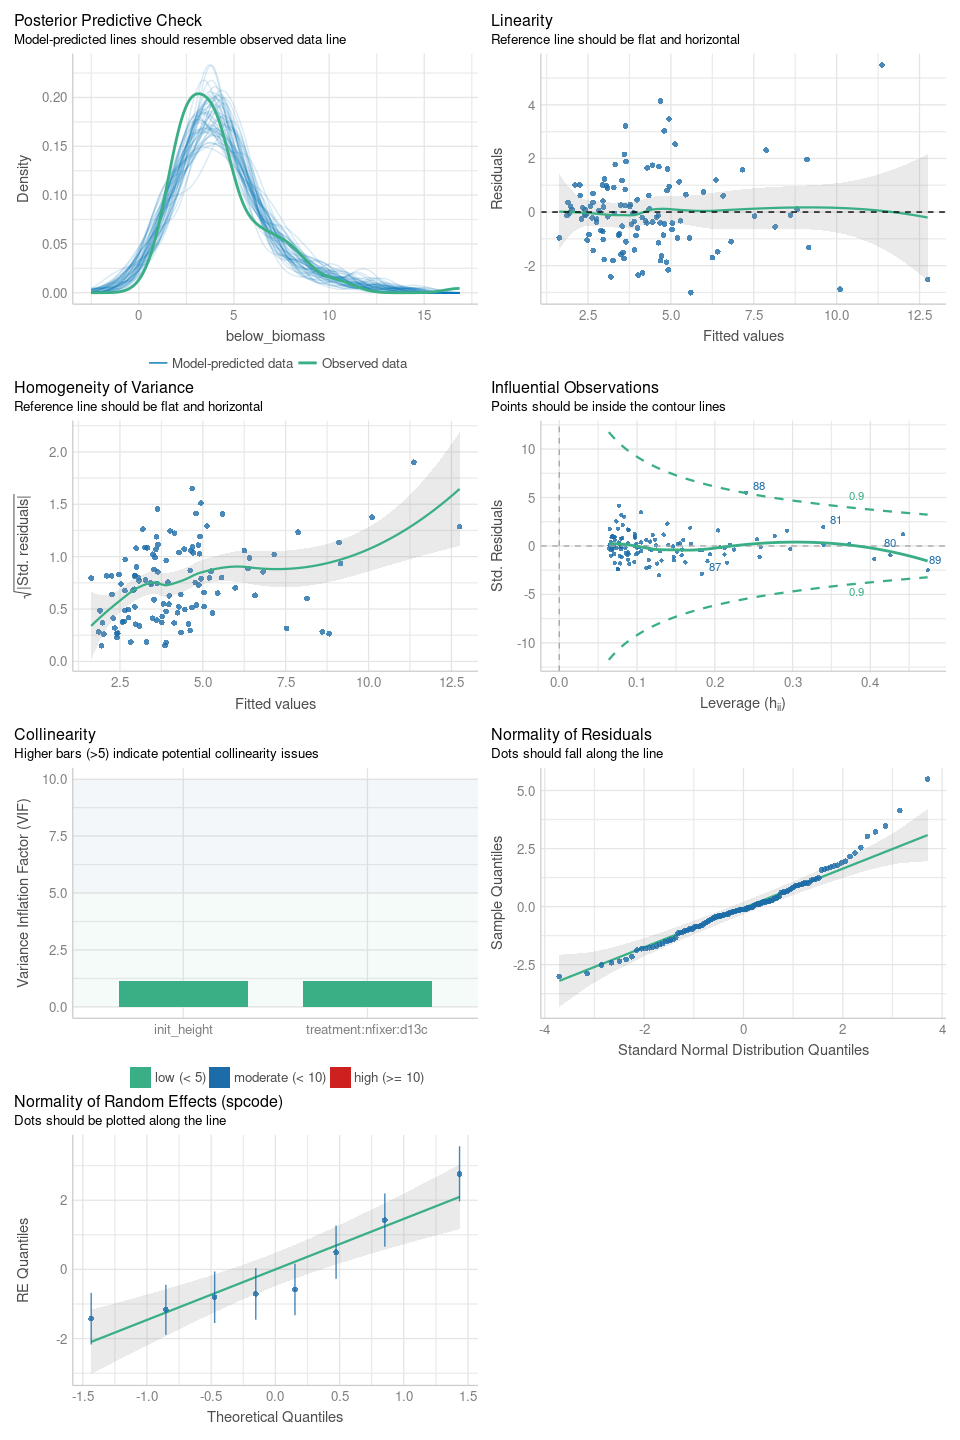 Posterior Predictive Check
Model-predicted lines should resemble observed data line
0.20
0.15
0.10
0.05
0.00
Density
0
5
10
15
below_biomass
Model-predicted data
Observed data
Linearity
Reference line should be flat and horizontal
4
2
0
-2
Residuals
2.5
5.0
7.5
10.0
12.5
Fitted values
Homogeneity of Variance
Reference line should be flat and horizontal
2.0
1.5
1.0
0.5
0.0
√|Std. residuals|
2.5
5.0
7.5
10.0
12.5
Fitted values
Influential Observations
Points should be inside the contour lines
10
5
0
-5
-10
Std. Residuals
88
0.9
81
80
87
89
0.9
0.0
0.1
0.2
0.3
0.4
Leverage (hii)
Collinearity
Higher bars (>5) indicate potential collinearity issues
10.0
7.5
5.0
2.5
0.0
Variance Inflation Factor (VIF)
init_height
treatment:nfixer:d13c
low (< 5)
moderate (< 10)
high (>= 10)
Normality of Residuals
Dots should fall along the line
5.0
2.5
0.0
-2.5
Sample Quantiles
-4
-2
0
2
4
Standard Normal Distribution Quantiles
Normality of Random Effects (spcode)
Dots should be plotted along the line
2
0
-2
RE Quantiles
-1.5
-1.0
-0.5
0.0
0.5
1.0
1.5
Theoretical Quantiles